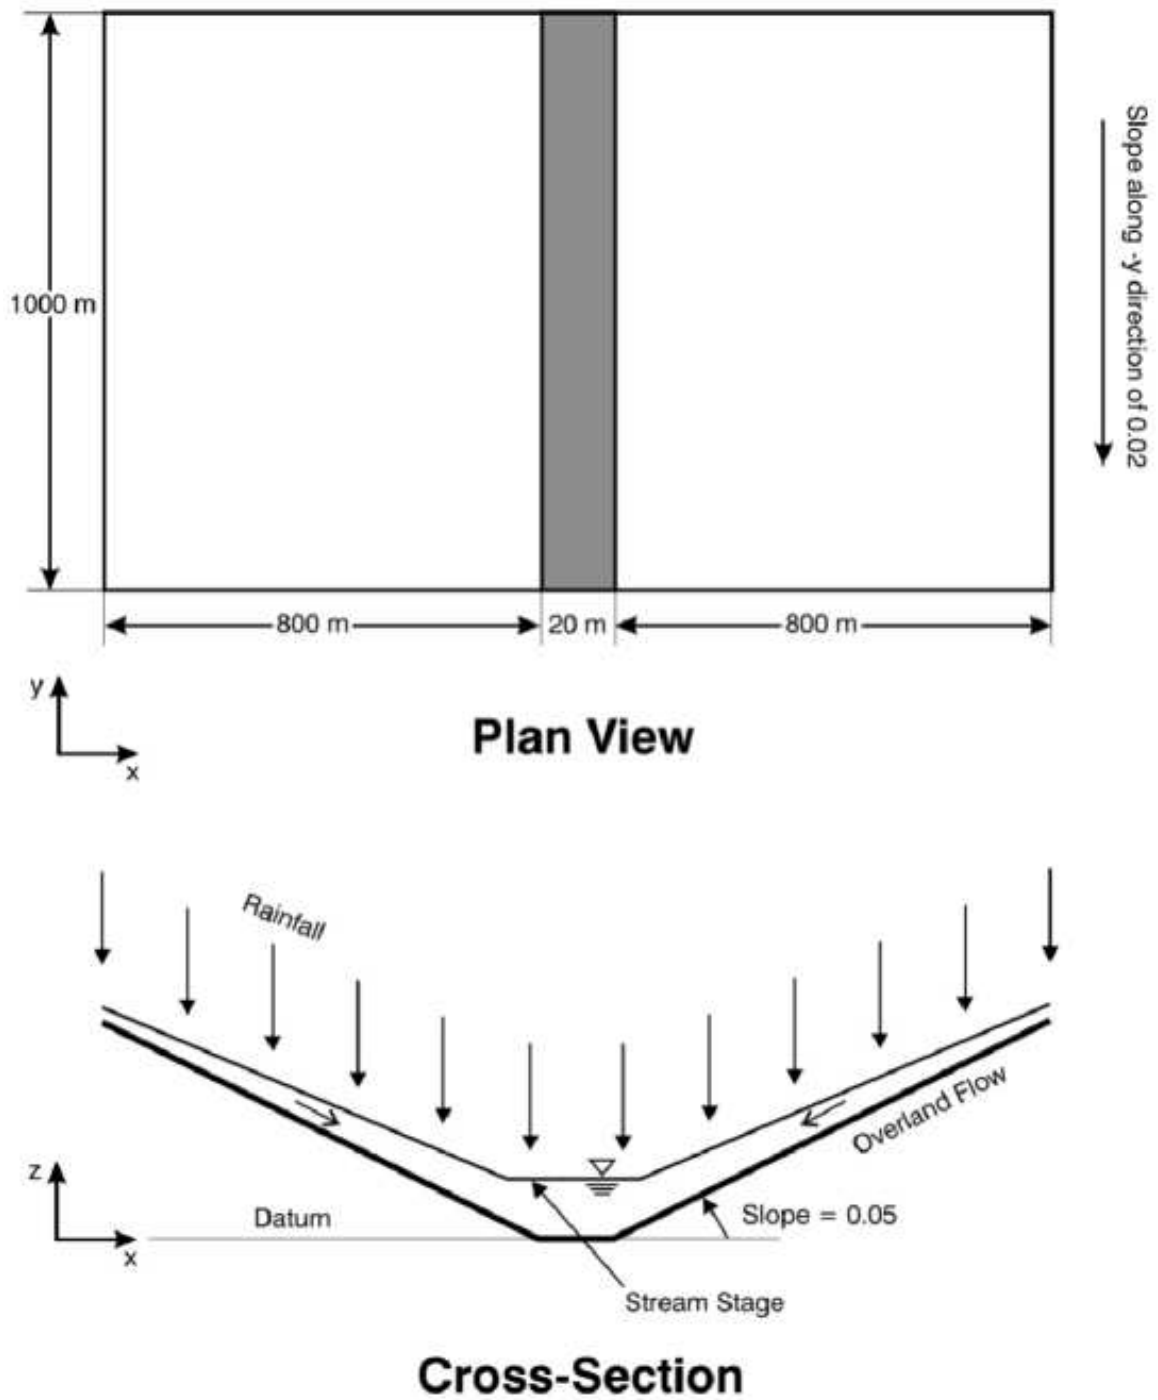 Slope along -y direction of 0.02
1000 m
800 m
20 m
800 m
y
x
Plan View
Rainfall
Overland Flow
z
x
Datum
Slope = 0.05
Stream Stage
Cross-Section